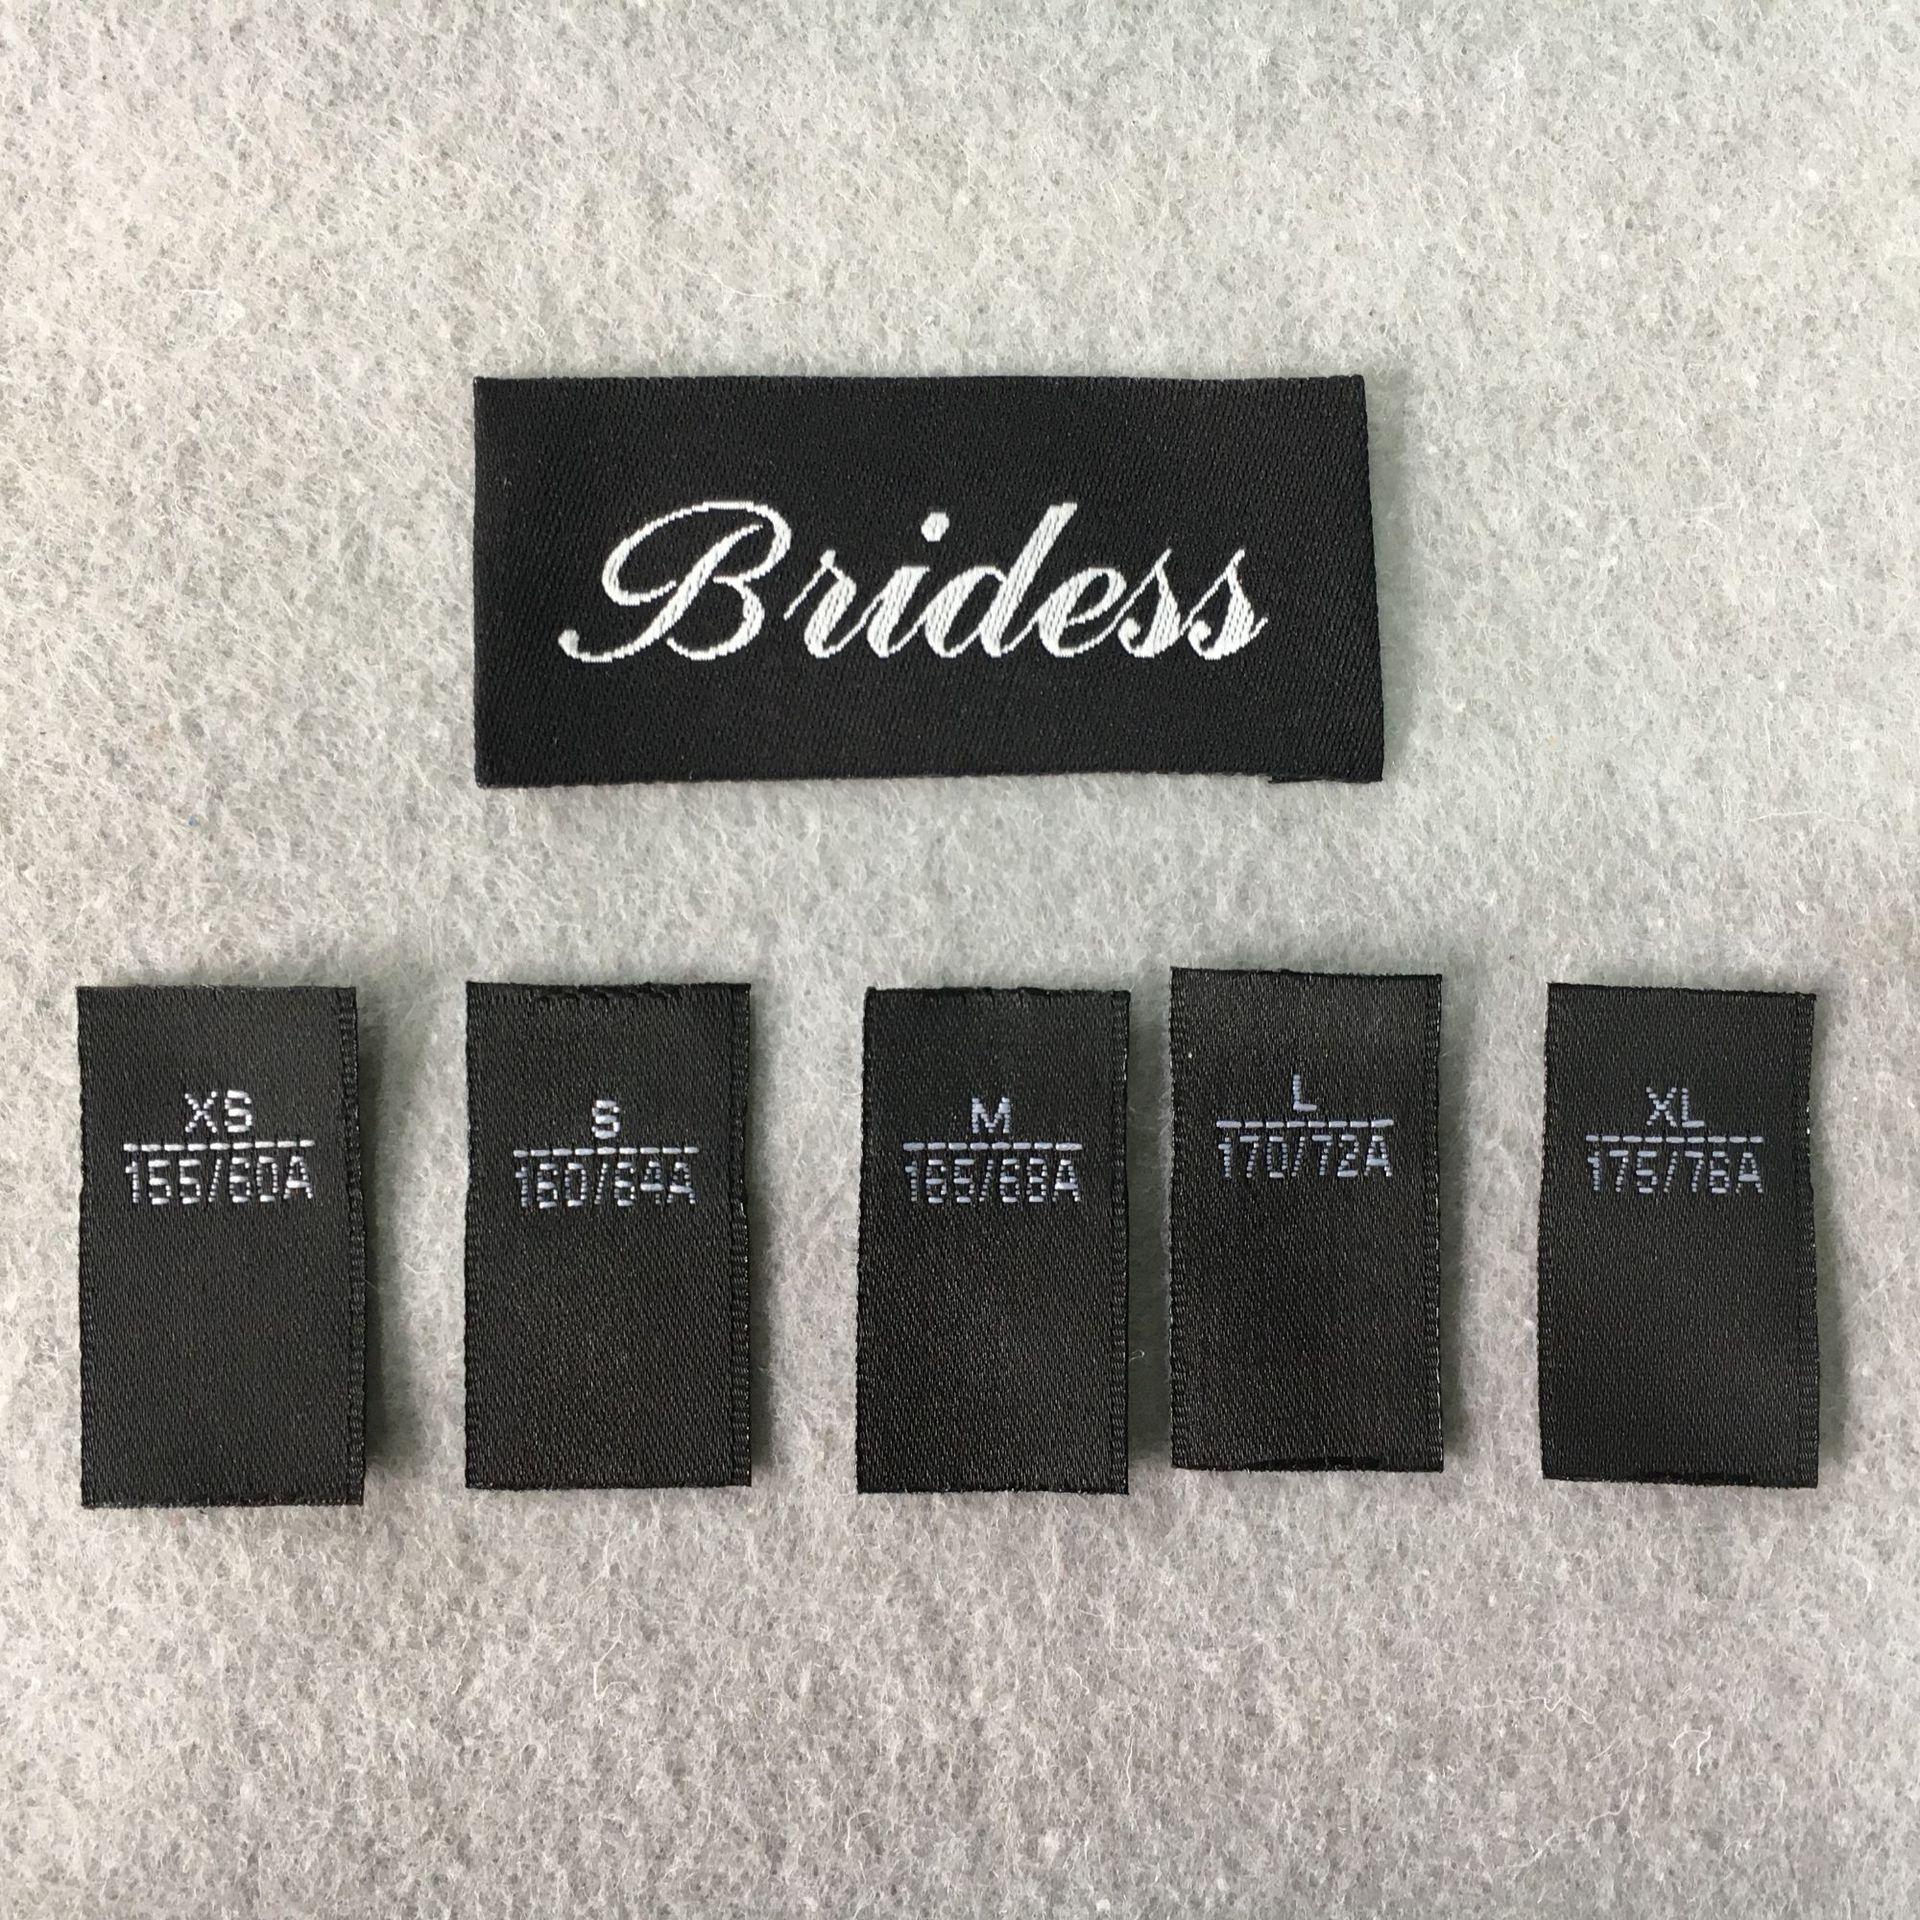 Bridess
XS
155/60A
S
160/64A
M
165/68A
L
170/72A
XL
175/76A